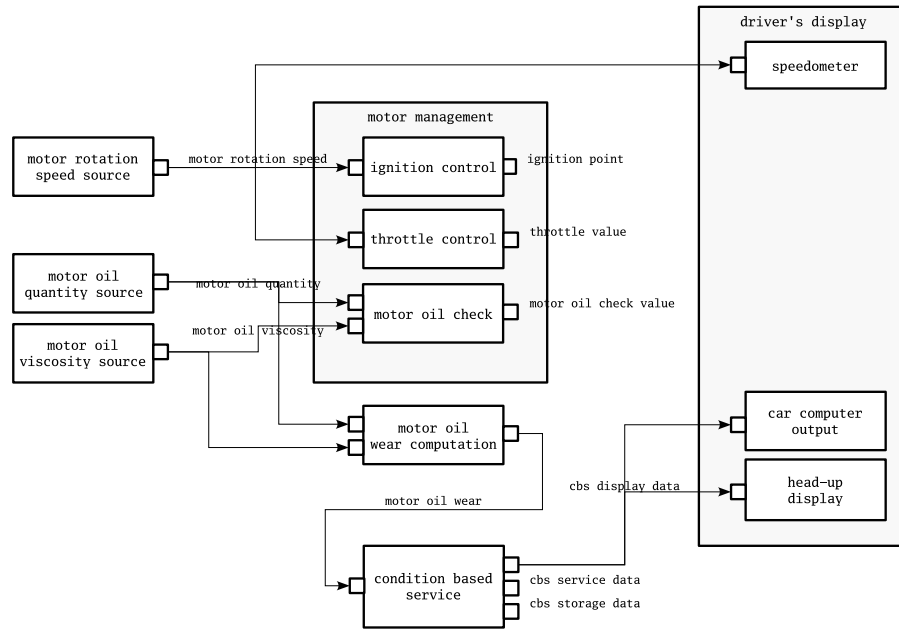 driver's display
speedometer
motor management
motor rotation
speed source
motor rotation speed
ignition control
ignition point
throttle control
throttle value
motor oil
quantity source
motor oil quantity
motor oil check
motor oil check value
motor oil
viscosity source
motor oil viscosity
motor oil
wear computation
car computer
output
motor oil wear
cbs display data
head-up
display
condition based
service
cbs service data
cbs storage data